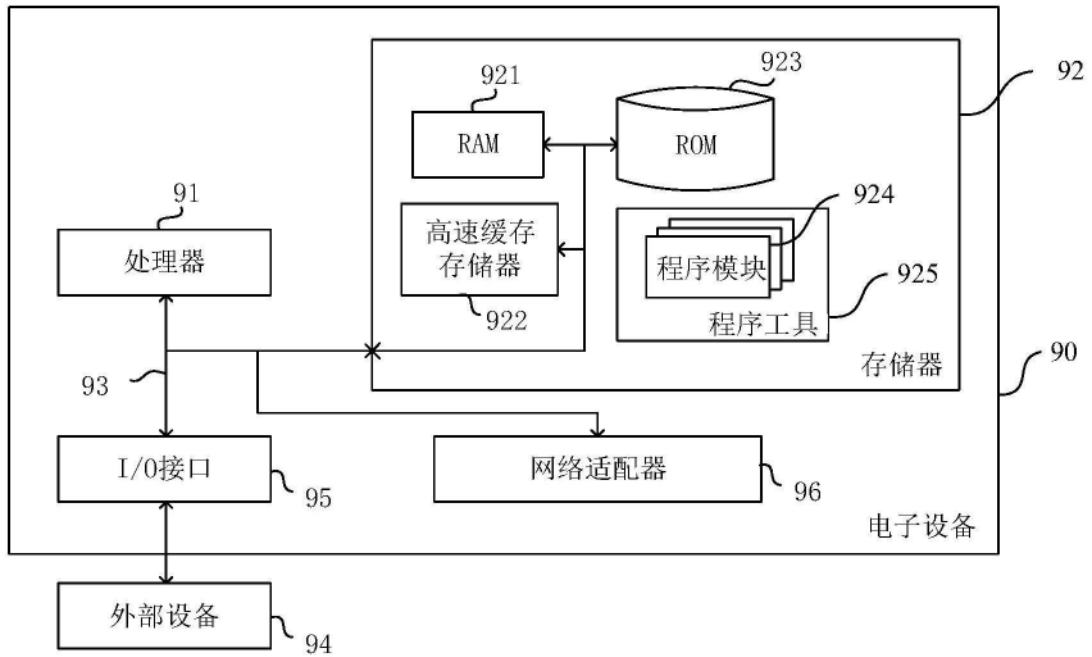 923
92
921
RAM
ROM
91
924
处理器
高速缓存
存储器
程序模块
925
922
程序工具
存储器
90
93
I/O接口
网络适配器
95
96
电子设备
外部设备
94